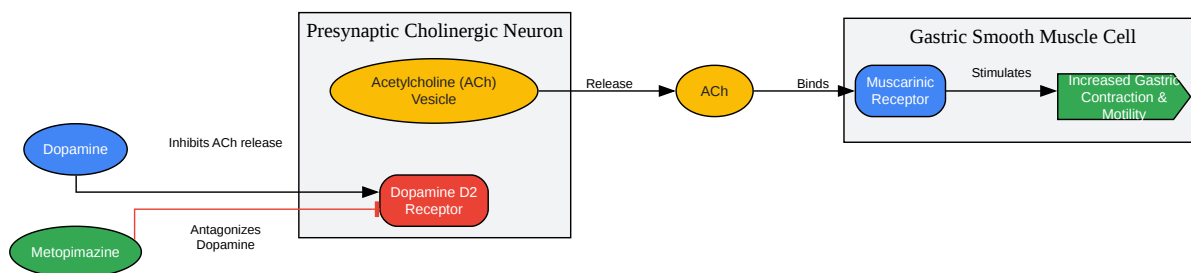 Presynaptic Cholinergic Neuron
Gastric Smooth Muscle Cell
Acetylcholine (ACh)
Vesicle
Release
ACh
Binds
Muscarinic
Receptor
Stimulates
Increased Gastric
Contraction &
Motility
Dopamine
Inhibits ACh release
Dopamine D2
Receptor
Metopimazine
Antagonizes
Dopamine